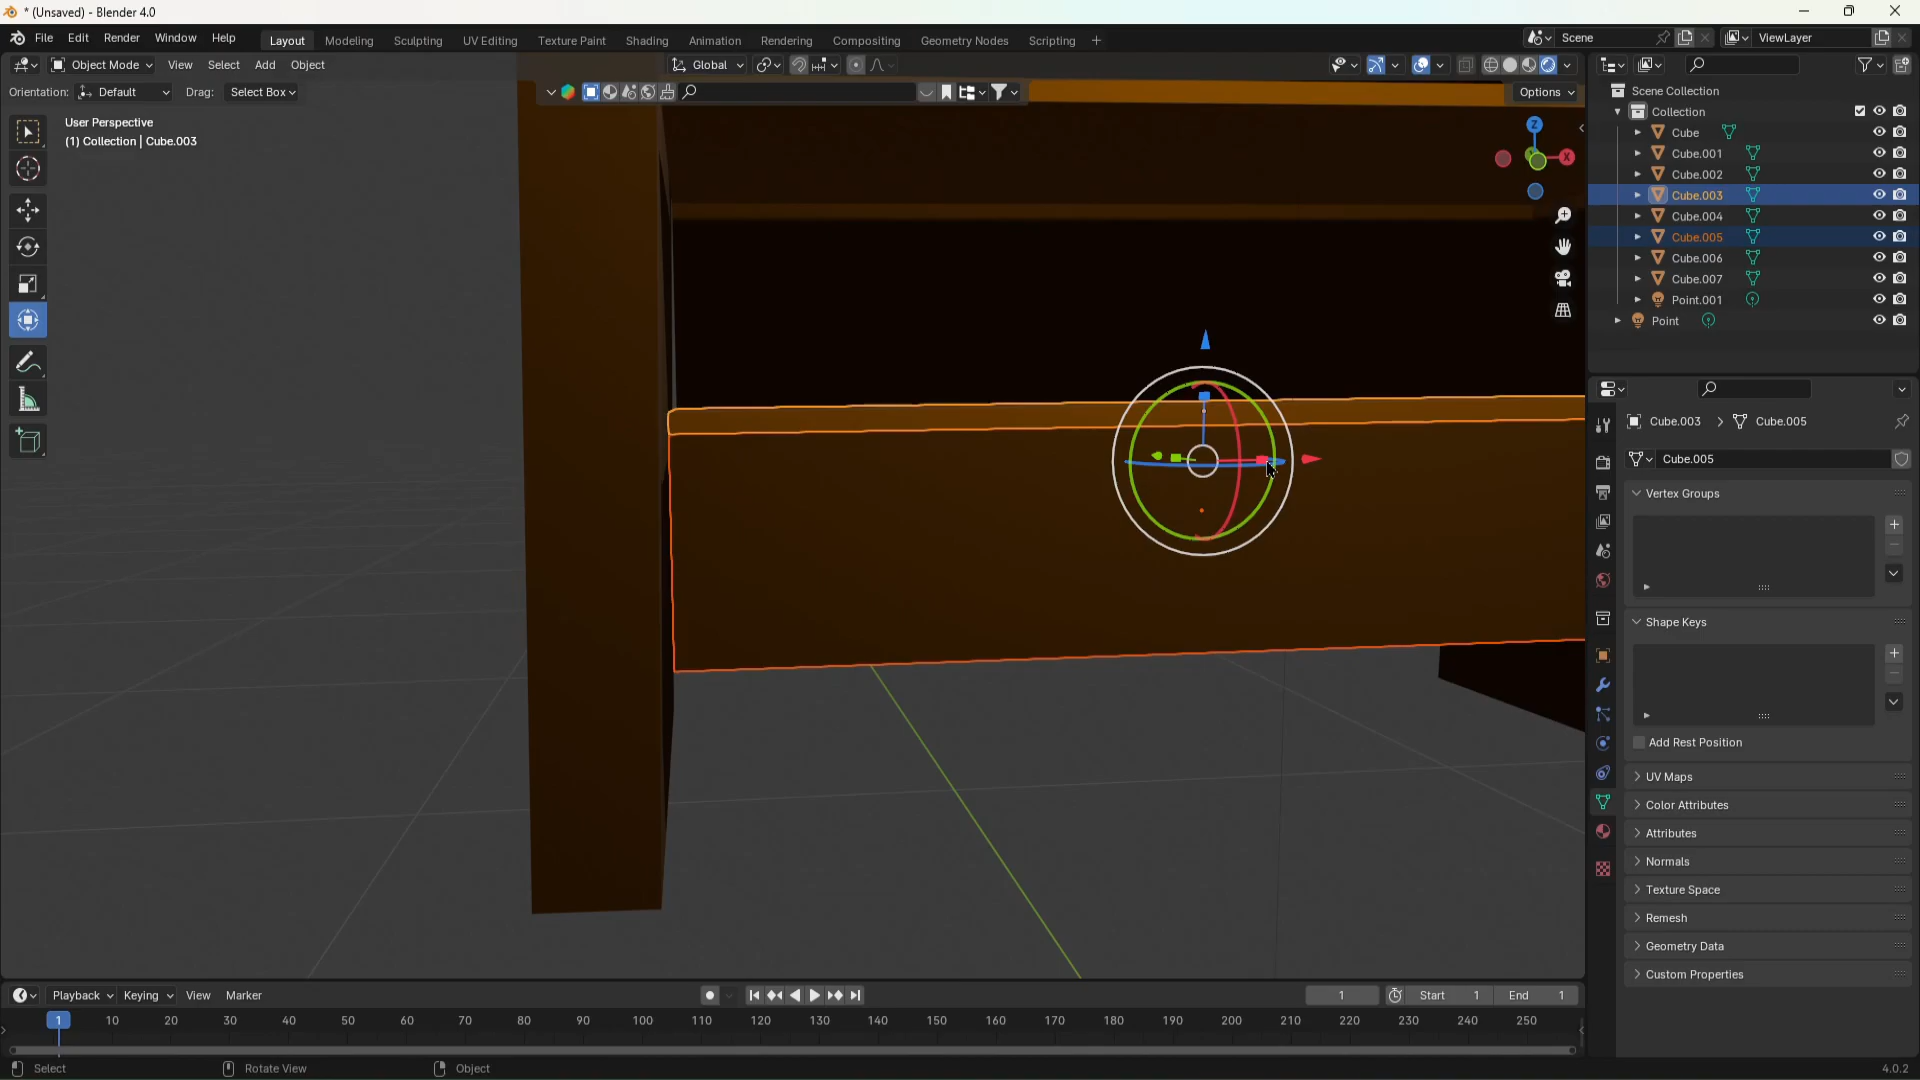 * (Unsaved) - Blender 4.0
File Edit Render Window Help
Layout Modeling Sculpting UV Editing Texture Paint Shading Animation Rendering Compositing Geometry Nodes Scripting +
Scene
ViewLayer
Object Mode View Select Add Object
Global
Orientation: Default Drag: Select Box
Options
User Perspective
(1) Collection | Cube.003
Z
X
Scene Collection
Collection
Cube
Cube.001
Cube.002
Cube.003
Cube.004
Cube.005
Cube.006
Cube.007
Point.001
Point
Cube.003 > Cube.005
Cube.005
Vertex Groups
Shape Keys
Add Rest Position
UV Maps
Color Attributes
Attributes
Normals
Texture Space
Remesh
Geometry Data
Custom Properties
Playback Keying View Marker
1
Start 1 End 1
1 10 20 30 40 50 60 70 80 90 100 110 120 130 140 150 160 170 180 190 200 210 220 230 240 250
Select Rotate View Object
4.0.2